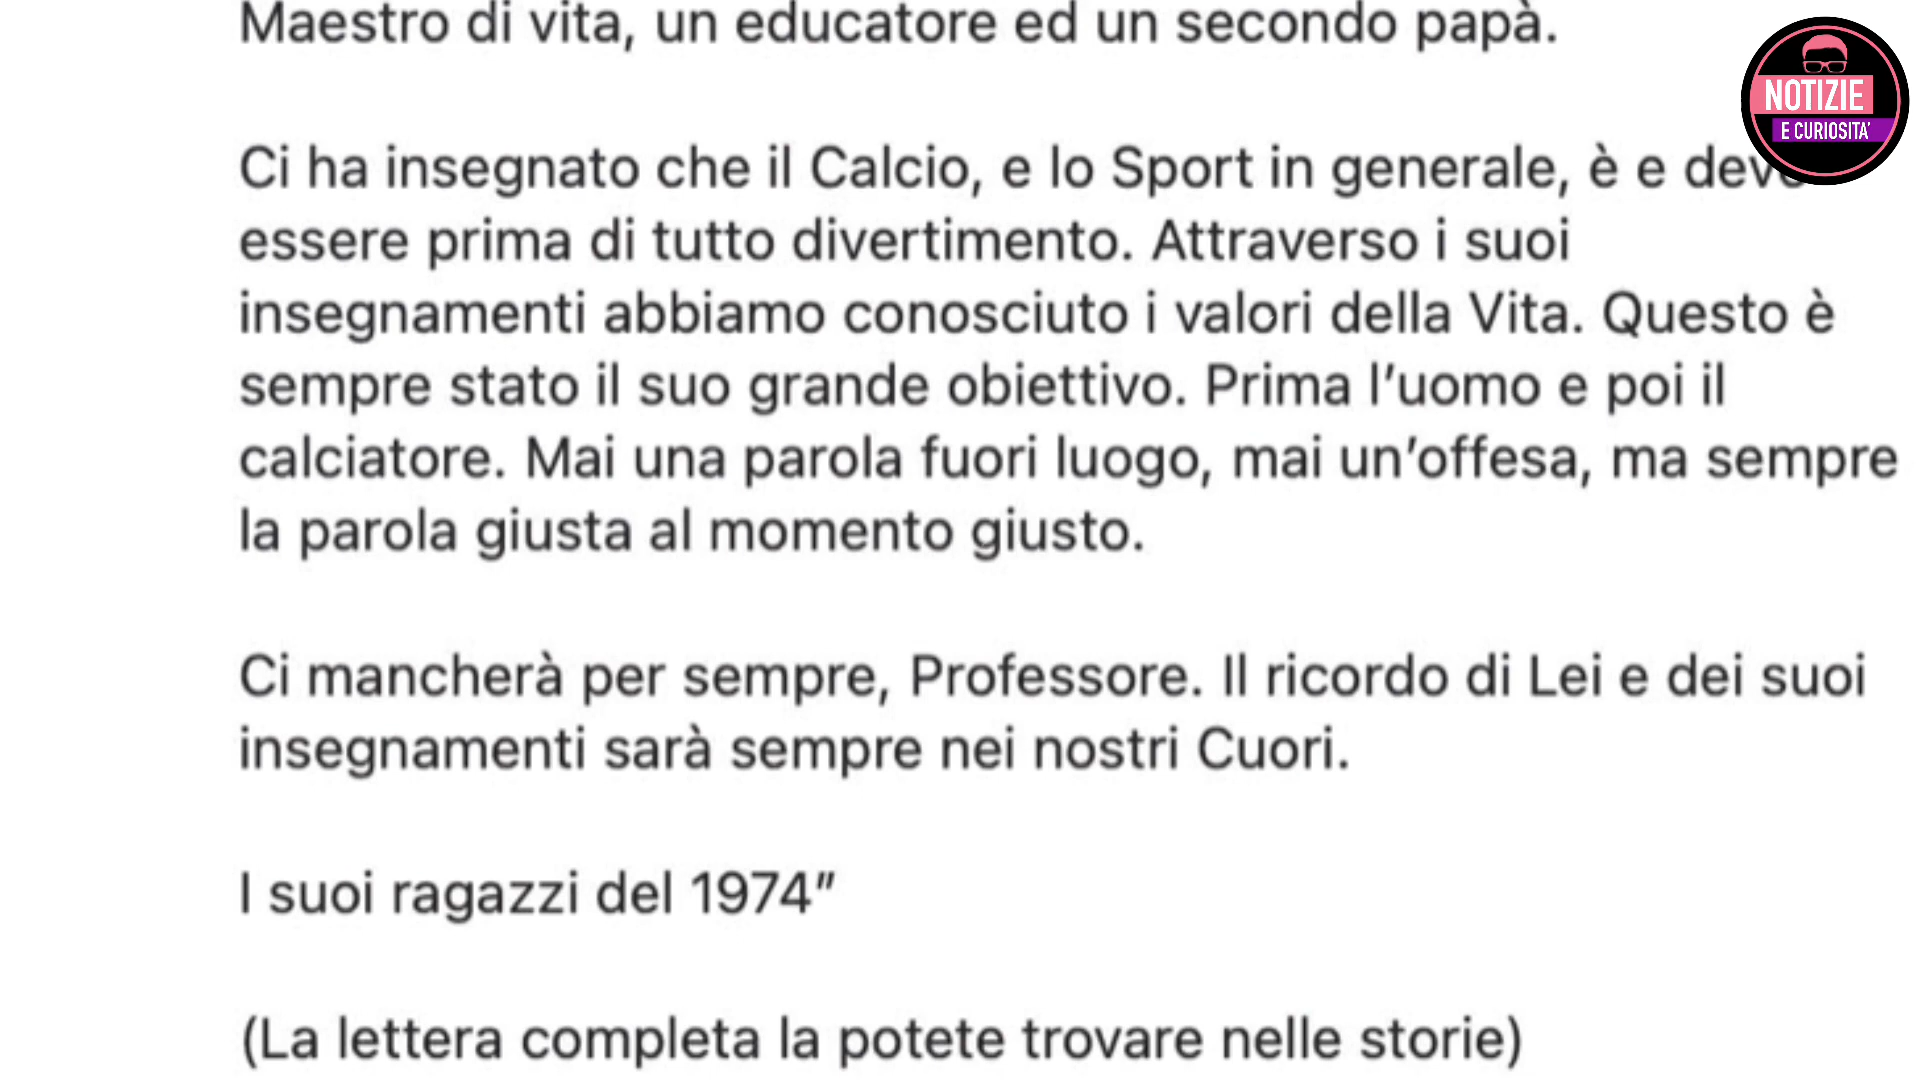 Maestro di vita, un educatore ed un secondo papà.
NOTIZIE
E CURIOSITA'
Ci ha insegnato che il Calcio, e lo Sport in generale, è e deve
essere prima di tutto divertimento. Attraverso i suoi
insegnamenti abbiamo conosciuto i valori della Vita. Questo è
sempre stato il suo grande obiettivo. Prima l’uomo e poi il
calciatore. Mai una parola fuori luogo, mai un’offesa, ma sempre
la parola giusta al momento giusto.
Ci mancherà per sempre, Professore. Il ricordo di Lei e dei suoi
insegnamenti sarà sempre nei nostri Cuori.
I suoi ragazzi del 1974”
(La lettera completa la potete trovare nelle storie)